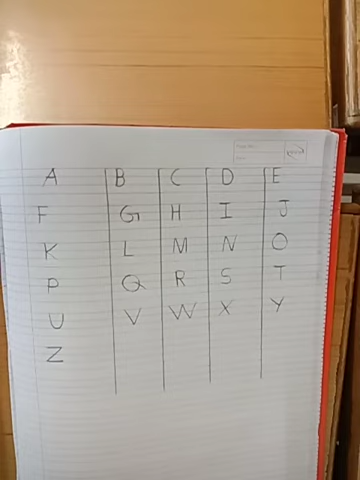 A B C D E
F G H I J
K L M N O
P Q R S T
U V W X Y
Z